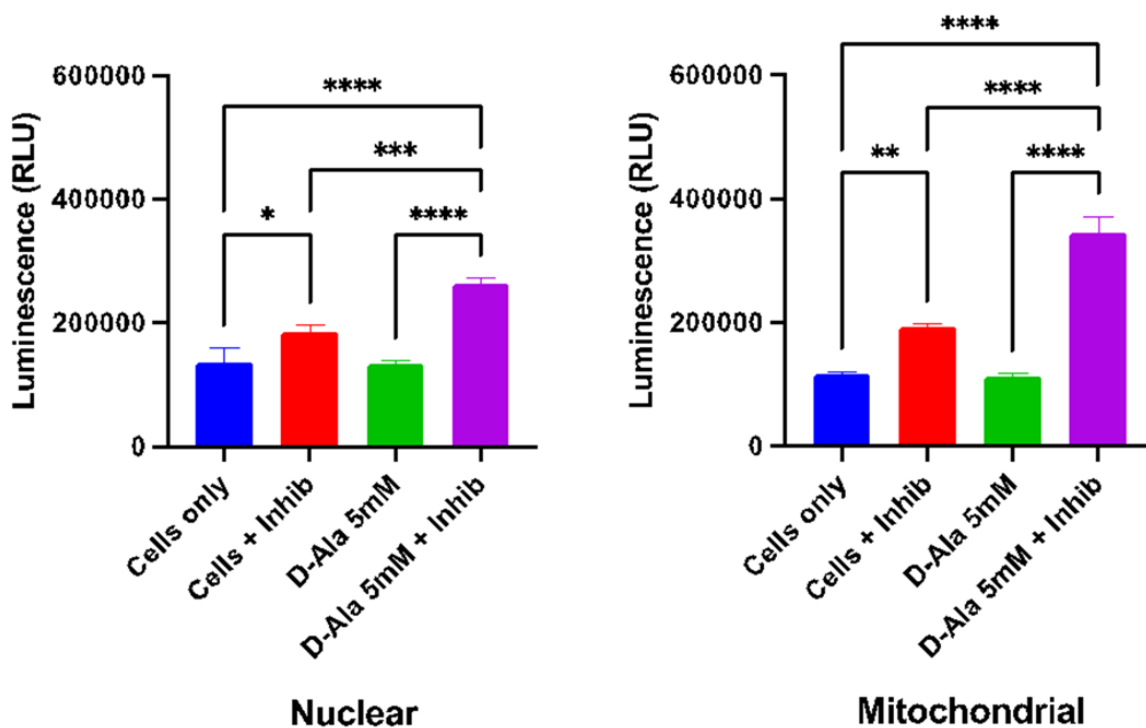 Luminescence (RLU)
600000
400000
200000
0
****
***
*
****
Cells only
Cells + Inhib
D-Ala 5mM
D-Ala 5mM + Inhib
Nuclear
Luminescence (RLU)
600000
400000
200000
0
****
****
**
****
Cells only
Cells + Inhib
D-Ala 5mM
D-Ala 5mM + Inhib
Mitochondrial